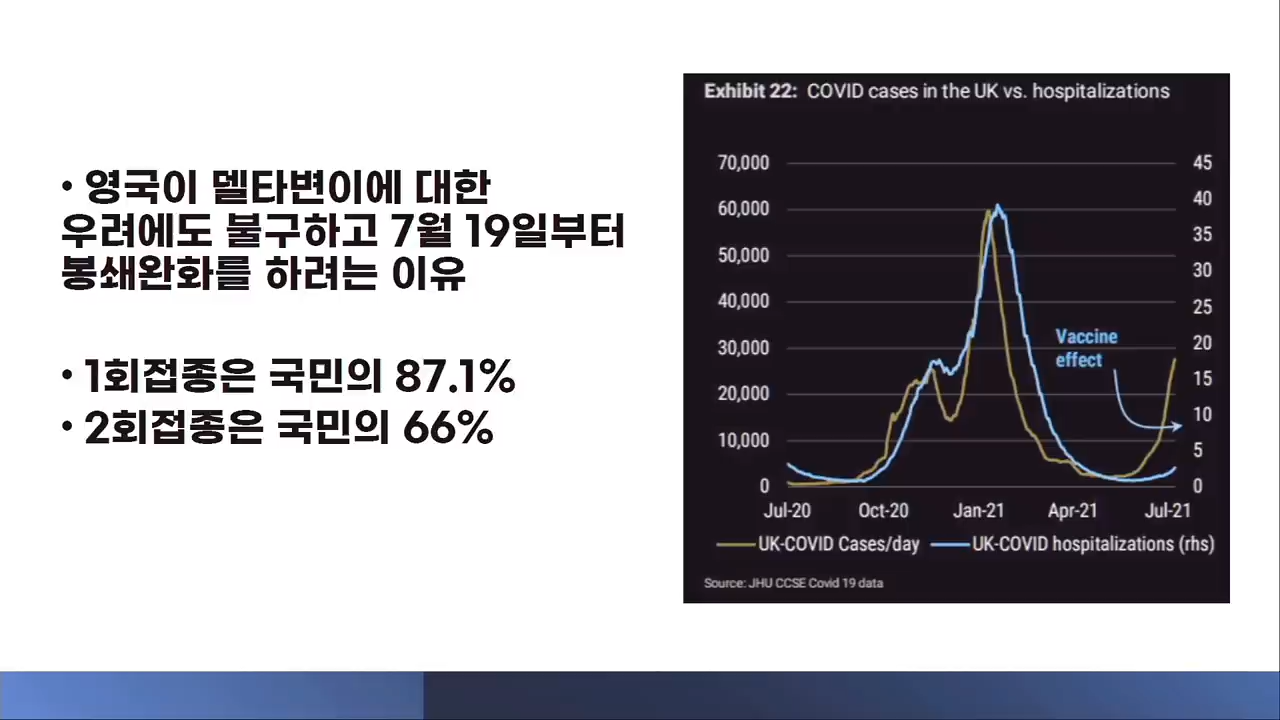 • 영국이 델타변이에 대한
우려에도 불구하고 7월 19일부터
봉쇄완화를 하려는 이유
• 1회접종은 국민의 87.1%
• 2회접종은 국민의 66%
Exhibit 22: COVID cases in the UK vs. hospitalizations
70,000
60,000
50,000
40,000
30,000
20,000
10,000
0
45
40
35
30
25
20
15
10
5
0
Vaccine
effect
Jul-20 Oct-20 Jan-21 Apr-21 Jul-21
UK-COVID Cases/day UK-COVID hospitalizations (rhs)
Source: JHU CCSE Covid 19 data